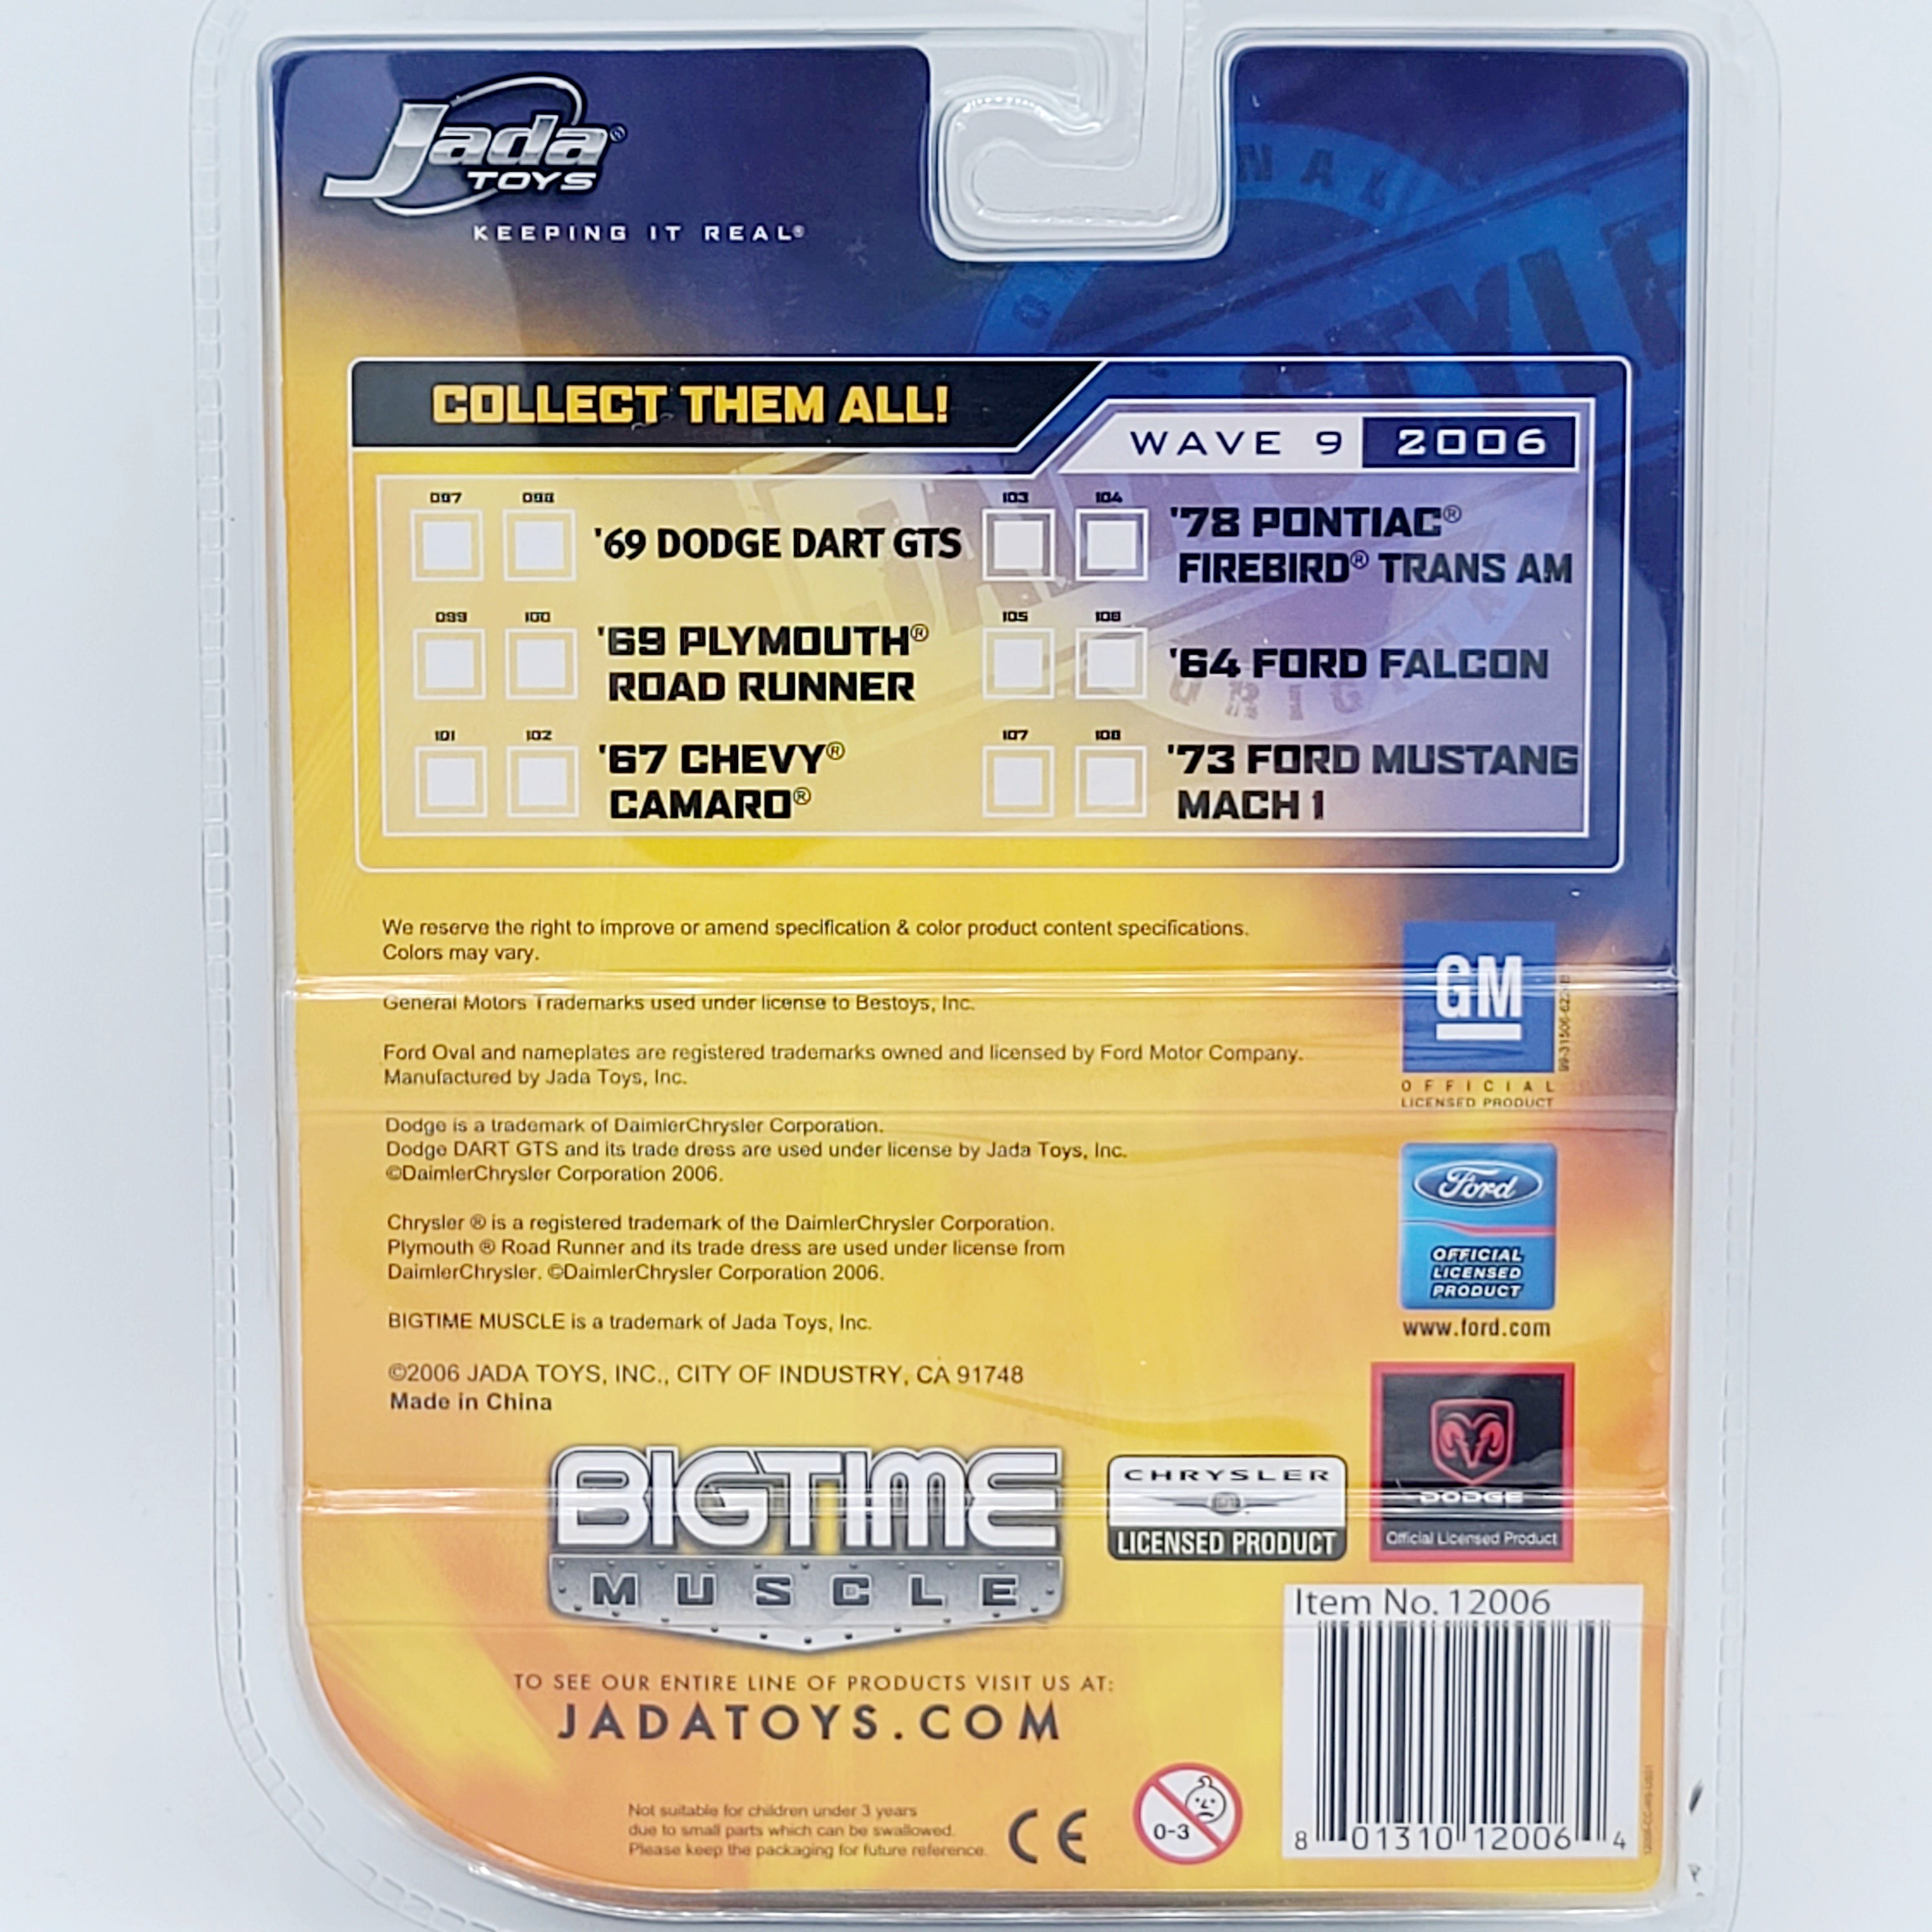 Jada®
TOYS
KEEPING IT REAL®
COLLECT THEM ALL!
WAVE 9 2006
097 098
'69 DODGE DART GTS
099 100
'69 PLYMOUTH®
ROAD RUNNER
101 102
'67 CHEVY®
CAMARO®
103 104
'78 PONTIAC®
FIREBIRD® TRANS AM
105 106
'64 FORD FALCON
107 108
'73 FORD MUSTANG
MACH 1
We reserve the right to improve or amend specification & color product content specifications.
Colors may vary.
General Motors Trademarks used under license to Bestoys, Inc.
Ford Oval and nameplates are registered trademarks owned and licensed by Ford Motor Company.
Manufactured by Jada Toys, Inc.
Dodge is a trademark of DaimlerChrysler Corporation.
Dodge DART GTS and its trade dress are used under license by Jada Toys, Inc.
©DaimlerChrysler Corporation 2006.
Chrysler ® is a registered trademark of the DaimlerChrysler Corporation.
Plymouth ® Road Runner and its trade dress are used under license from
DaimlerChrysler. ©DaimlerChrysler Corporation 2006.
BIGTIME MUSCLE is a trademark of Jada Toys, Inc.
©2006 JADA TOYS, INC., CITY OF INDUSTRY, CA 91748
Made in China
GM
OFFICIAL
LICENSED PRODUCT
Ford
OFFICIAL
LICENSED
PRODUCT
www.ford.com
BIGTIME
MUSCLE
CHRYSLER
LICENSED PRODUCT
DODGE
Official Licensed Product
TO SEE OUR ENTIRE LINE OF PRODUCTS VISIT US AT:
JADATOYS.COM
Not suitable for children under 3 years
due to small parts which can be swallowed.
Please keep the packaging for future reference.
CE
0-3
Item No. 12006
8 01310 12006 4